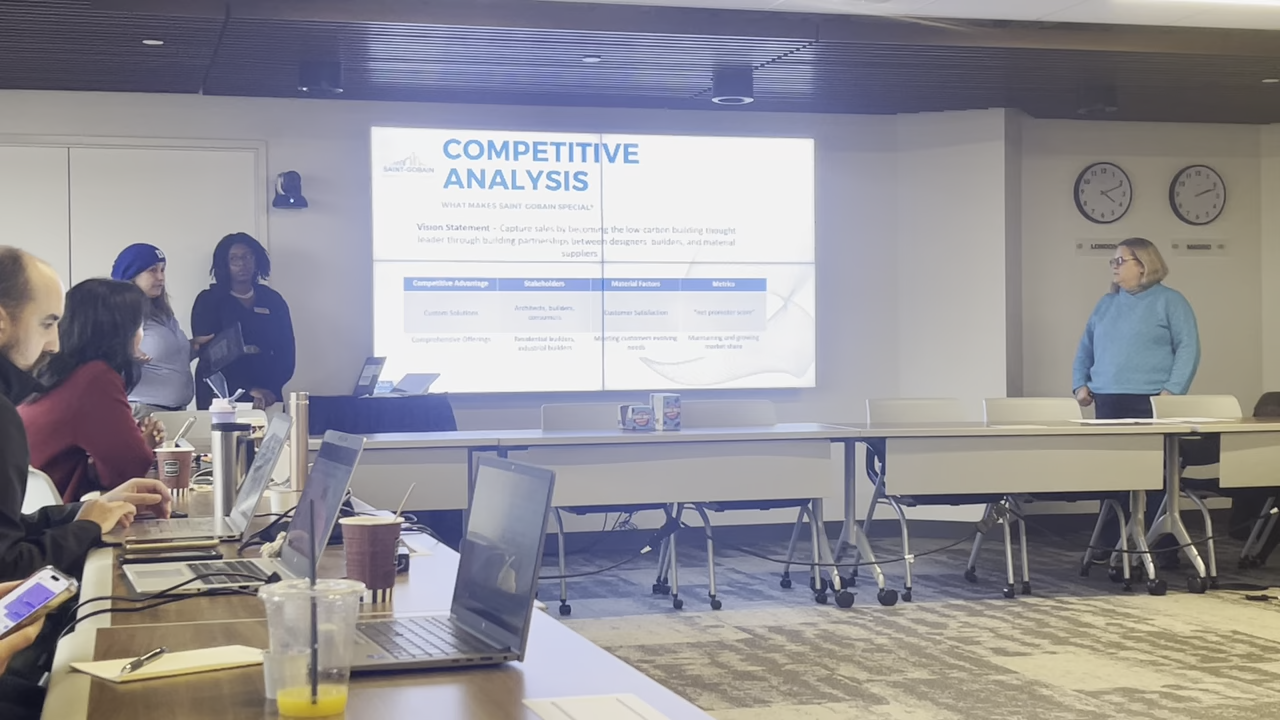 COMPETITIVE
ANALYSIS
SAINT-GOBAIN
WHAT MAKES SAINT GOBAIN SPECIAL?
Vision Statement – Capture sales by becoming the low-carbon building thought
leader through building partnerships between designers, builders, and material
suppliers
Competitive Advantage Stakeholders Material Factors Metrics
Custom Solutions Architects, builders, consumers Customer Satisfaction "net promoter score"
Comprehensive Offerings Residential builders, industrial builders Meeting customers evolving needs Maintaining and growing market share
LONDON